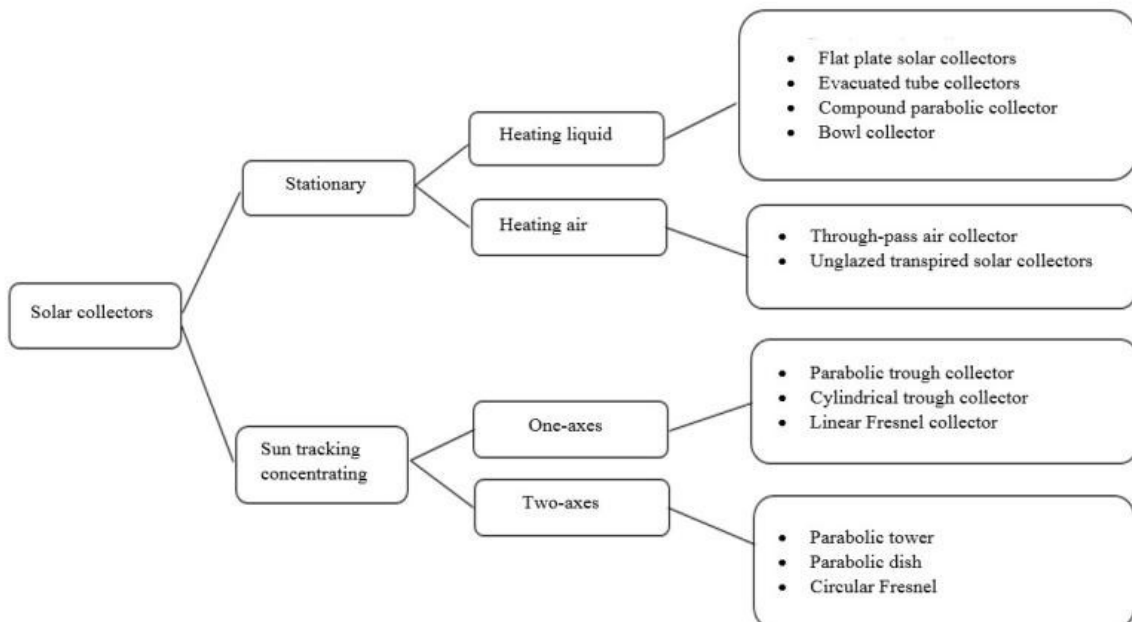 Solar collectors
Stationary
Sun tracking
concentrating
Heating liquid
Heating air
One-axes
Two-axes
• Flat plate solar collectors
• Evacuated tube collectors
• Compound parabolic collector
• Bowl collector
• Through-pass air collector
• Unglazed transpired solar collectors
• Parabolic trough collector
• Cylindrical trough collector
• Linear Fresnel collector
• Parabolic tower
• Parabolic dish
• Circular Fresnel